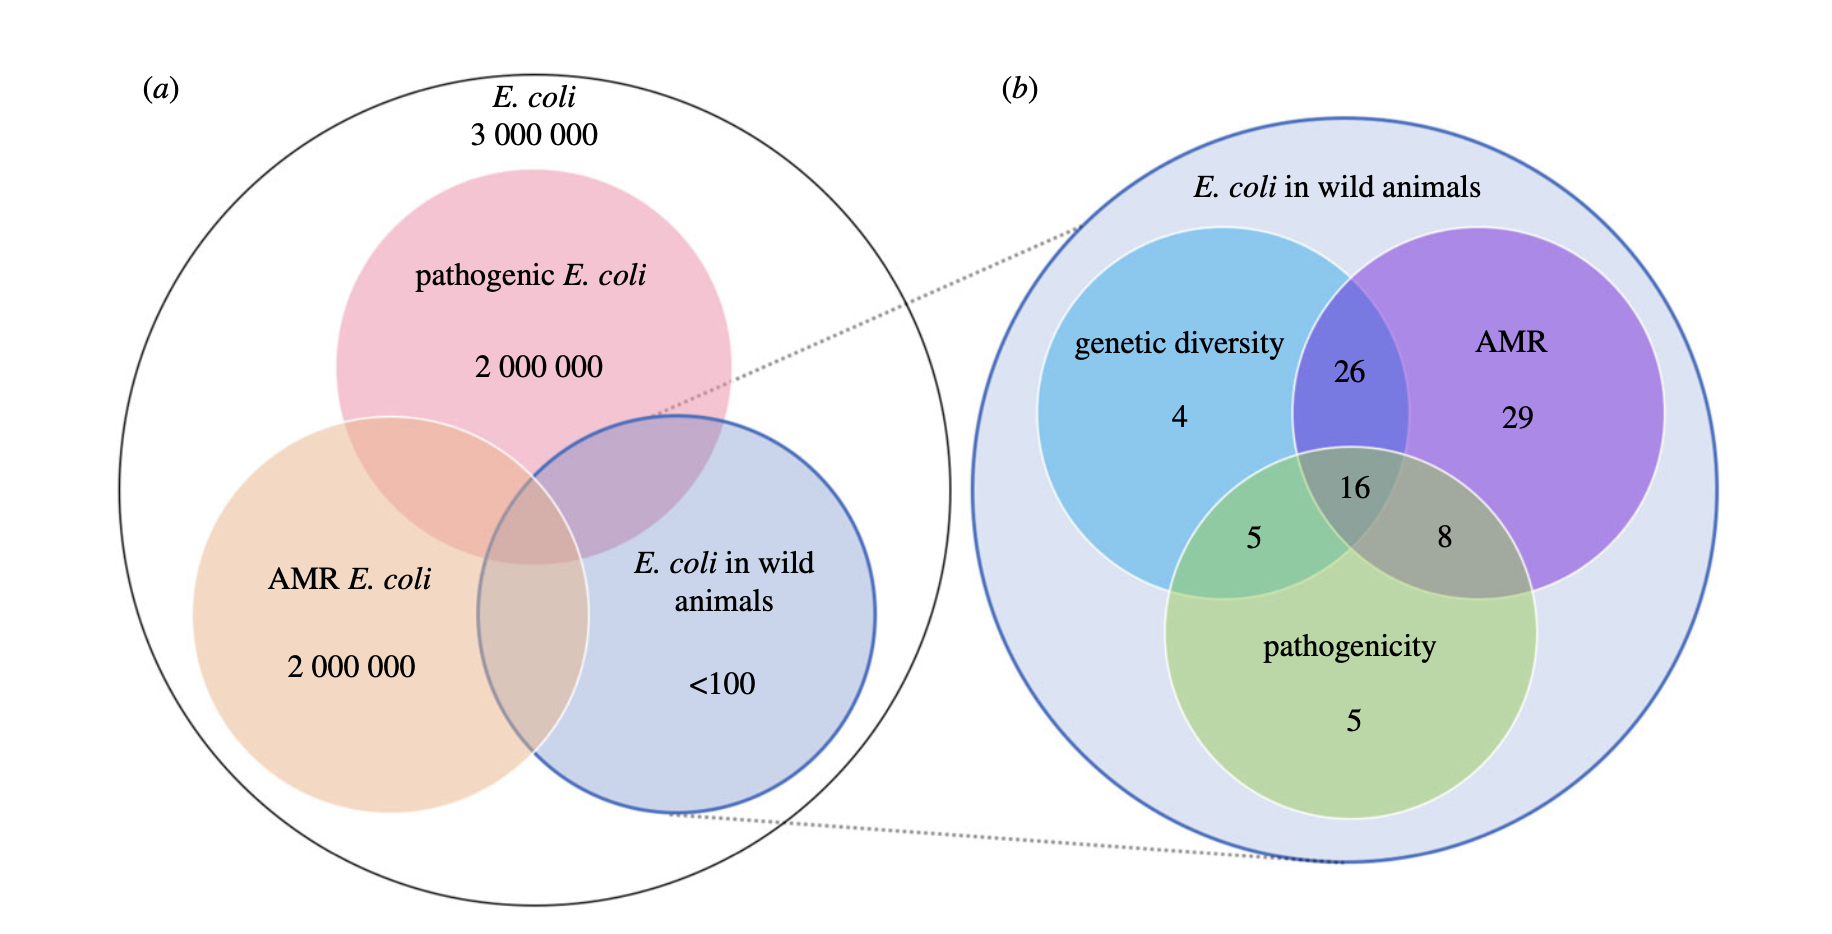 (a)
E. coli
3 000 000
pathogenic E. coli
2 000 000
AMR E. coli
2 000 000
E. coli in wild
animals
<100
(b)
E. coli in wild animals
genetic diversity
4
26
AMR
29
16
5
8
pathogenicity
5